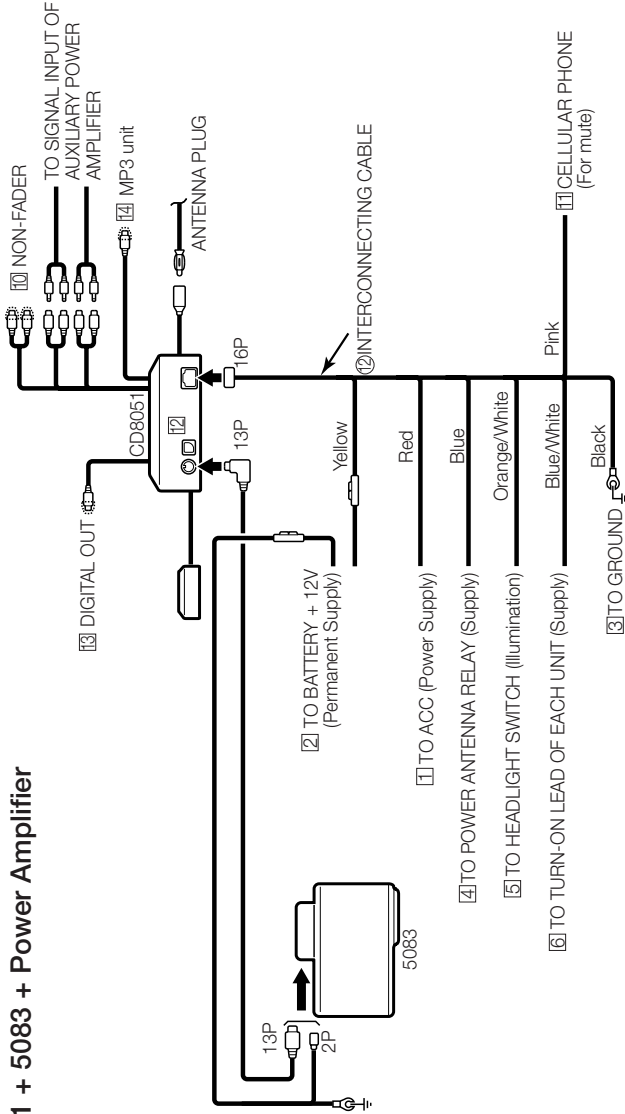 1 + 5083 + Power Amplifier
13 DIGITAL OUT
10 NON-FADER
TO SIGNAL INPUT OF
AUXILIARY POWER
AMPLIFIER
14 MP3 unit
ANTENNA PLUG
CD8051
12
13P
16P
⑫INTERCONNECTING CABLE
2 TO BATTERY + 12V
(Permanent Supply)
Yellow
1 TO ACC (Power Supply)
Red
4 TO POWER ANTENNA RELAY (Supply)
Blue
5 TO HEADLIGHT SWITCH (Illumination)
Orange/White
6 TO TURN-ON LEAD OF EACH UNIT (Supply)
Blue/White
Pink
11 CELLULAR PHONE
(For mute)
3 TO GROUND
Black
13P
2P
5083